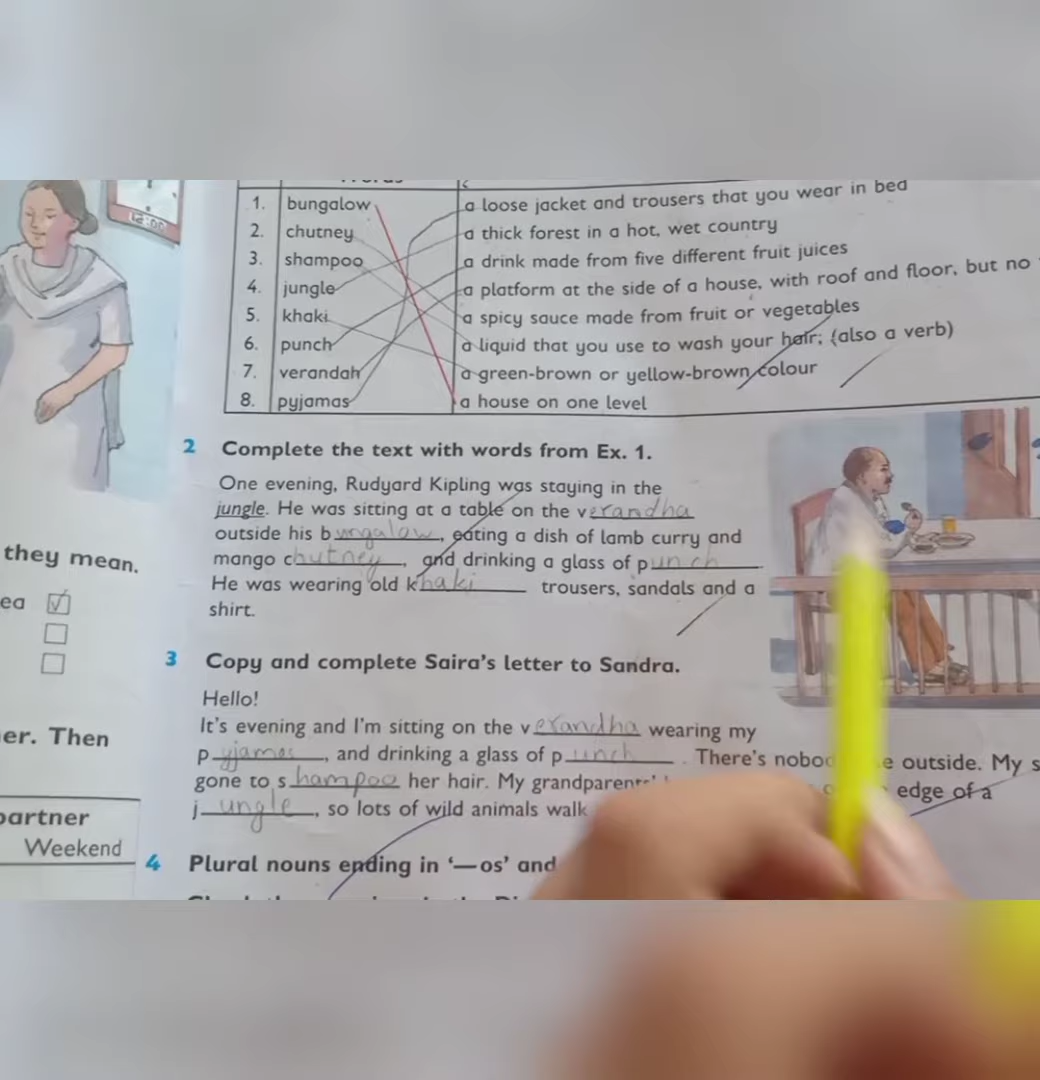 12:00
1. bungalow a loose jacket and trousers that you wear in bed
2. chutney a thick forest in a hot, wet country
3. shampoo a drink made from five different fruit juices
4. jungle a platform at the side of a house, with roof and floor, but no
5. khaki a spicy sauce made from fruit or vegetables
6. punch a liquid that you use to wash your hair; (also a verb)
7. verandah a green-brown or yellow-brown colour
8. pyjamas a house on one level
2 Complete the text with words from Ex. 1.
One evening, Rudyard Kipling was staying in the
jungle. He was sitting at a table on the verandha
outside his bungalow, eating a dish of lamb curry and
mango chutney, and drinking a glass of punch.
He was wearing old khaki trousers, sandals and a
shirt.
they mean.
ea
3 Copy and complete Saira's letter to Sandra.
Hello!
It's evening and I'm sitting on the verandha wearing my
pyjamas, and drinking a glass of punch. There's outside. My
gone to shampoo her hair. My edge of a
jungle, so lots of wild animals walk
er. Then
partner
Weekend
4 Plural nouns ending in '—os' and